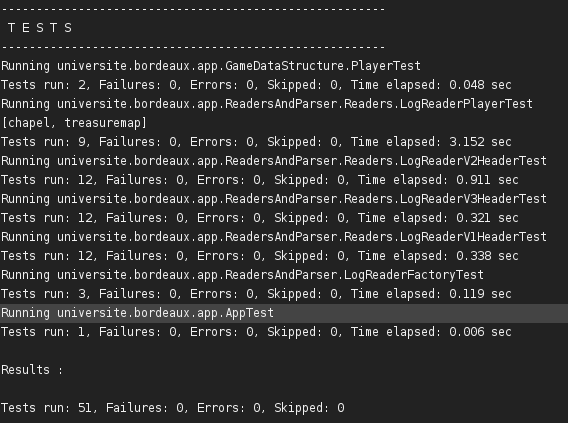 -------------------------------------------------------
 T E S T S
-------------------------------------------------------
Running universite.bordeaux.app.GameDataStructure.PlayerTest
Tests run: 2, Failures: 0, Errors: 0, Skipped: 0, Time elapsed: 0.048 sec
Running universite.bordeaux.app.ReadersAndParser.Readers.LogReaderPlayerTest
[chapel, treasuremap]
Tests run: 9, Failures: 0, Errors: 0, Skipped: 0, Time elapsed: 3.152 sec
Running universite.bordeaux.app.ReadersAndParser.Readers.LogReaderV2HeaderTest
Tests run: 12, Failures: 0, Errors: 0, Skipped: 0, Time elapsed: 0.911 sec
Running universite.bordeaux.app.ReadersAndParser.Readers.LogReaderV3HeaderTest
Tests run: 12, Failures: 0, Errors: 0, Skipped: 0, Time elapsed: 0.321 sec
Running universite.bordeaux.app.ReadersAndParser.Readers.LogReaderV1HeaderTest
Tests run: 12, Failures: 0, Errors: 0, Skipped: 0, Time elapsed: 0.338 sec
Running universite.bordeaux.app.ReadersAndParser.LogReaderFactoryTest
Tests run: 3, Failures: 0, Errors: 0, Skipped: 0, Time elapsed: 0.119 sec
Running universite.bordeaux.app.AppTest
Tests run: 1, Failures: 0, Errors: 0, Skipped: 0, Time elapsed: 0.006 sec
Results :
Tests run: 51, Failures: 0, Errors: 0, Skipped: 0